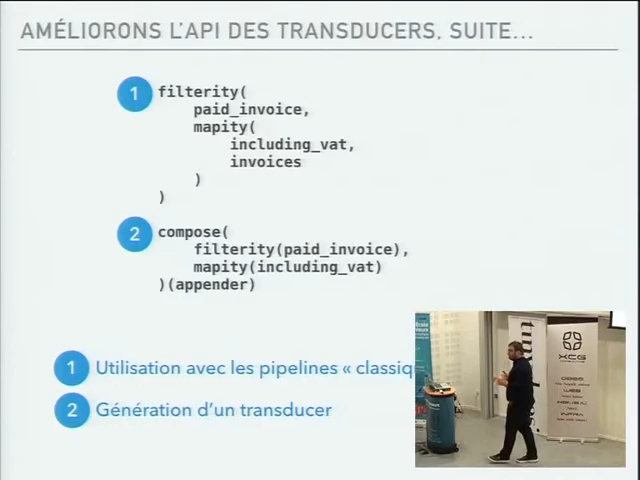 AMÉLIORONS L'API DES TRANSDUCERS, SUITE...
1 filterity(
paid_invoice,
mapity(
including_vat,
invoices
)
)
2 compose(
filterity(paid_invoice),
mapity(including_vat)
)(appender)
1 Utilisation avec les pipelines « classiq
2 Génération d'un transducer
XCG